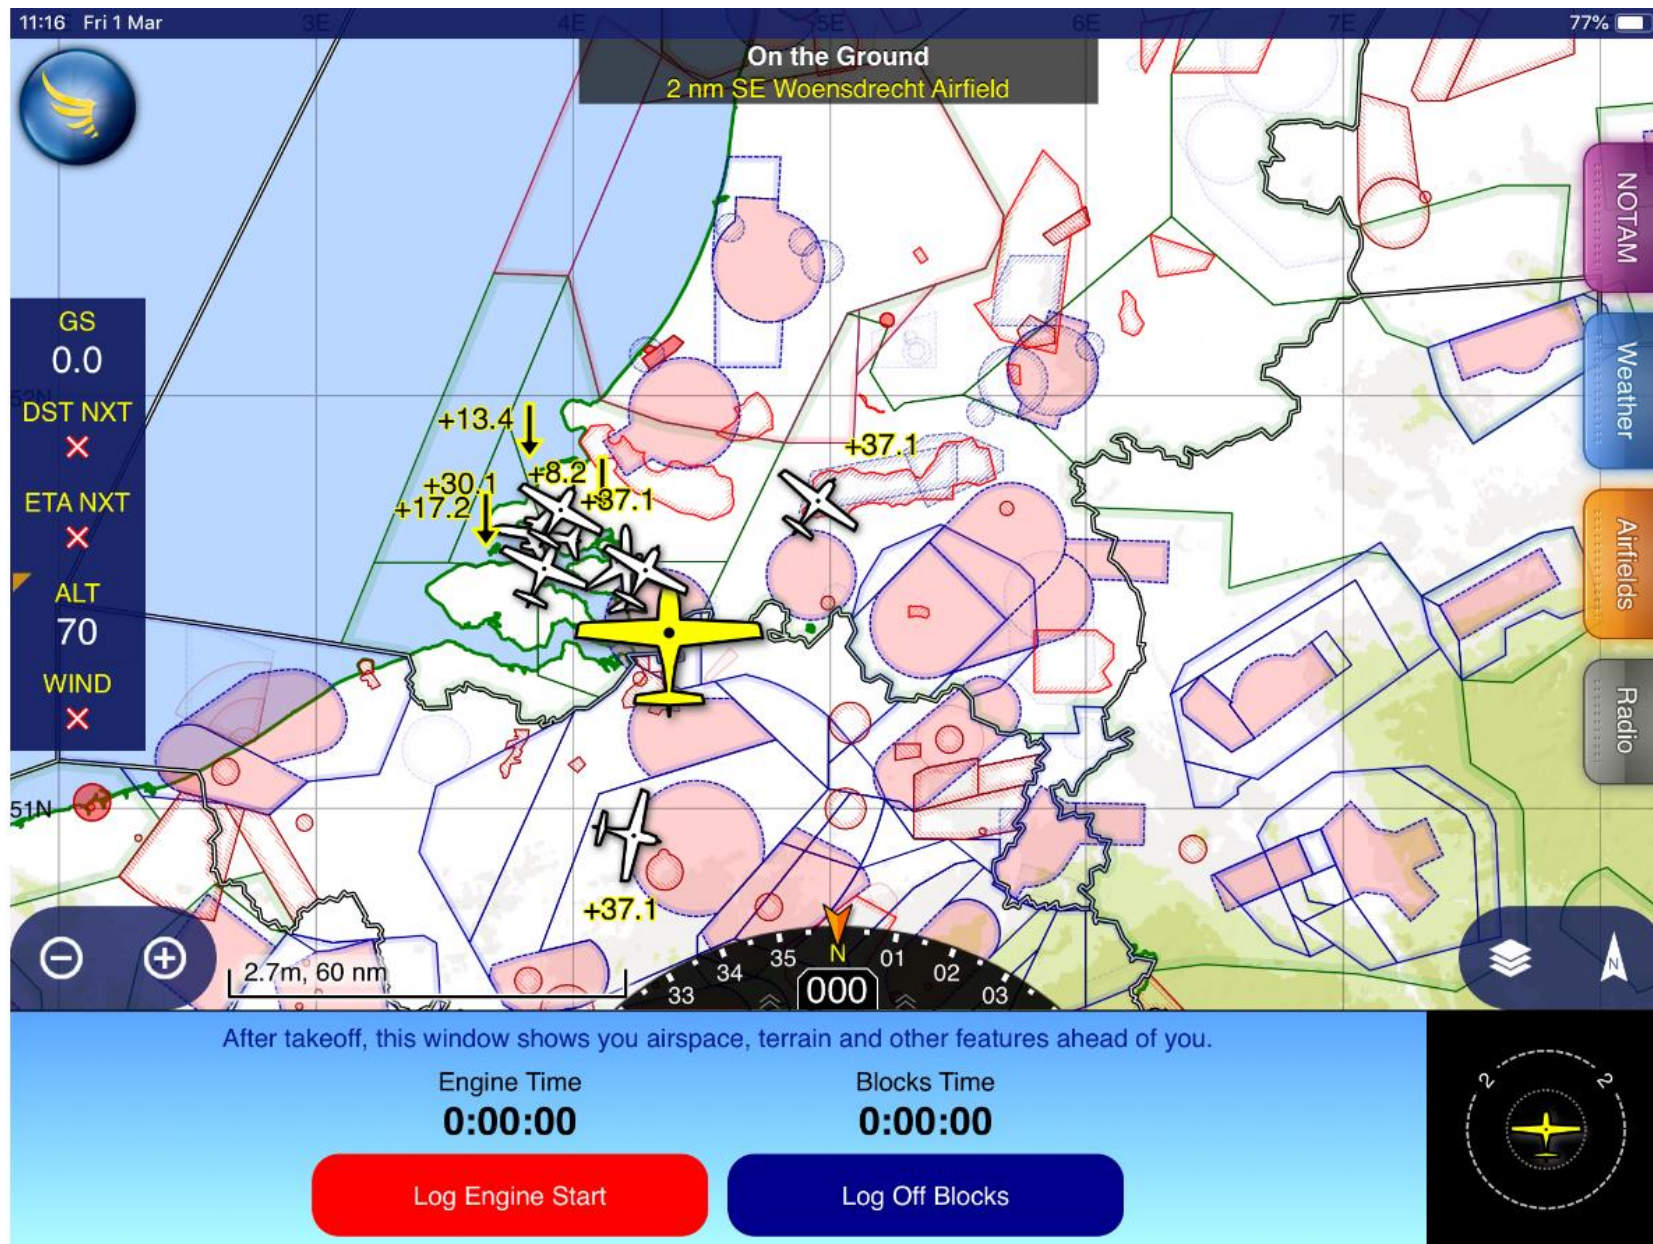 11:16 Fri 1 Mar
77%
3E
4E
5E
6E
7E
On the Ground
2 nm SE Woensdrecht Airfield
NOTAM
Weather
Airfields
Radio
GS
0.0
DST NXT
ETA NXT
ALT
70
WIND
52N
51N
+13.4
+8.2
+30.1
+37.1
+17.2
+37.1
+37.1
2.7m, 60 nm
33
34
35
N
01
02
03
000
N
After takeoff, this window shows you airspace, terrain and other features ahead of you.
Engine Time
0:00:00
Blocks Time
0:00:00
Log Engine Start
Log Off Blocks
2
2